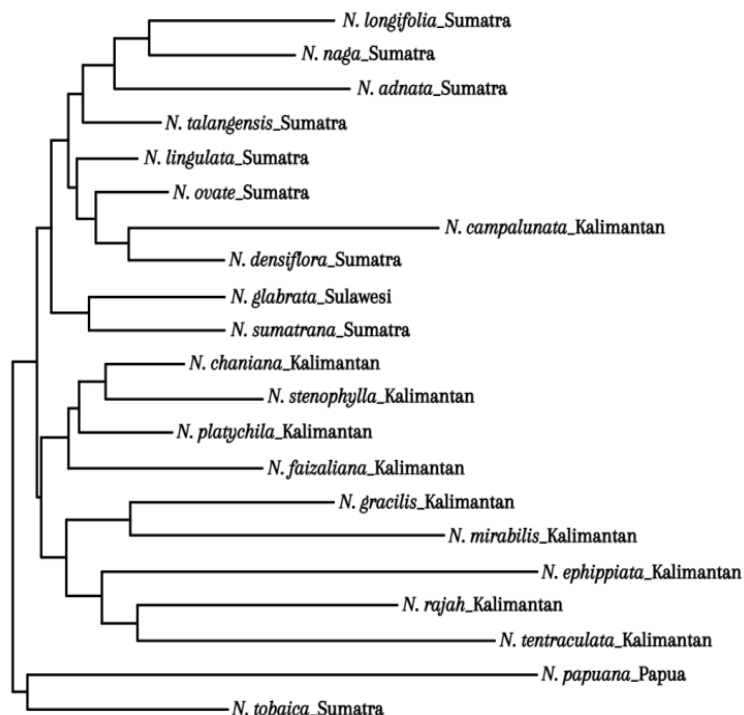 N. longifolia_Sumatra
N. naga_Sumatra
N. adnata_Sumatra
N. talangensis_Sumatra
N. lingulata_Sumatra
N. ovate_Sumatra
N. campalunata_Kalimantan
N. densiflora_Sumatra
N. glabrata_Sulawesi
N. sumatrana_Sumatra
N. chaniana_Kalimantan
N. stenophylla_Kalimantan
N. platychila_Kalimantan
N. faizaliana_Kalimantan
N. gracilis_Kalimantan
N. mirabilis_Kalimantan
N. ephippiata_Kalimantan
N. rajah_Kalimantan
N. tentraculata_Kalimantan
N. papuana_Papua
N. tobaica_Sumatra